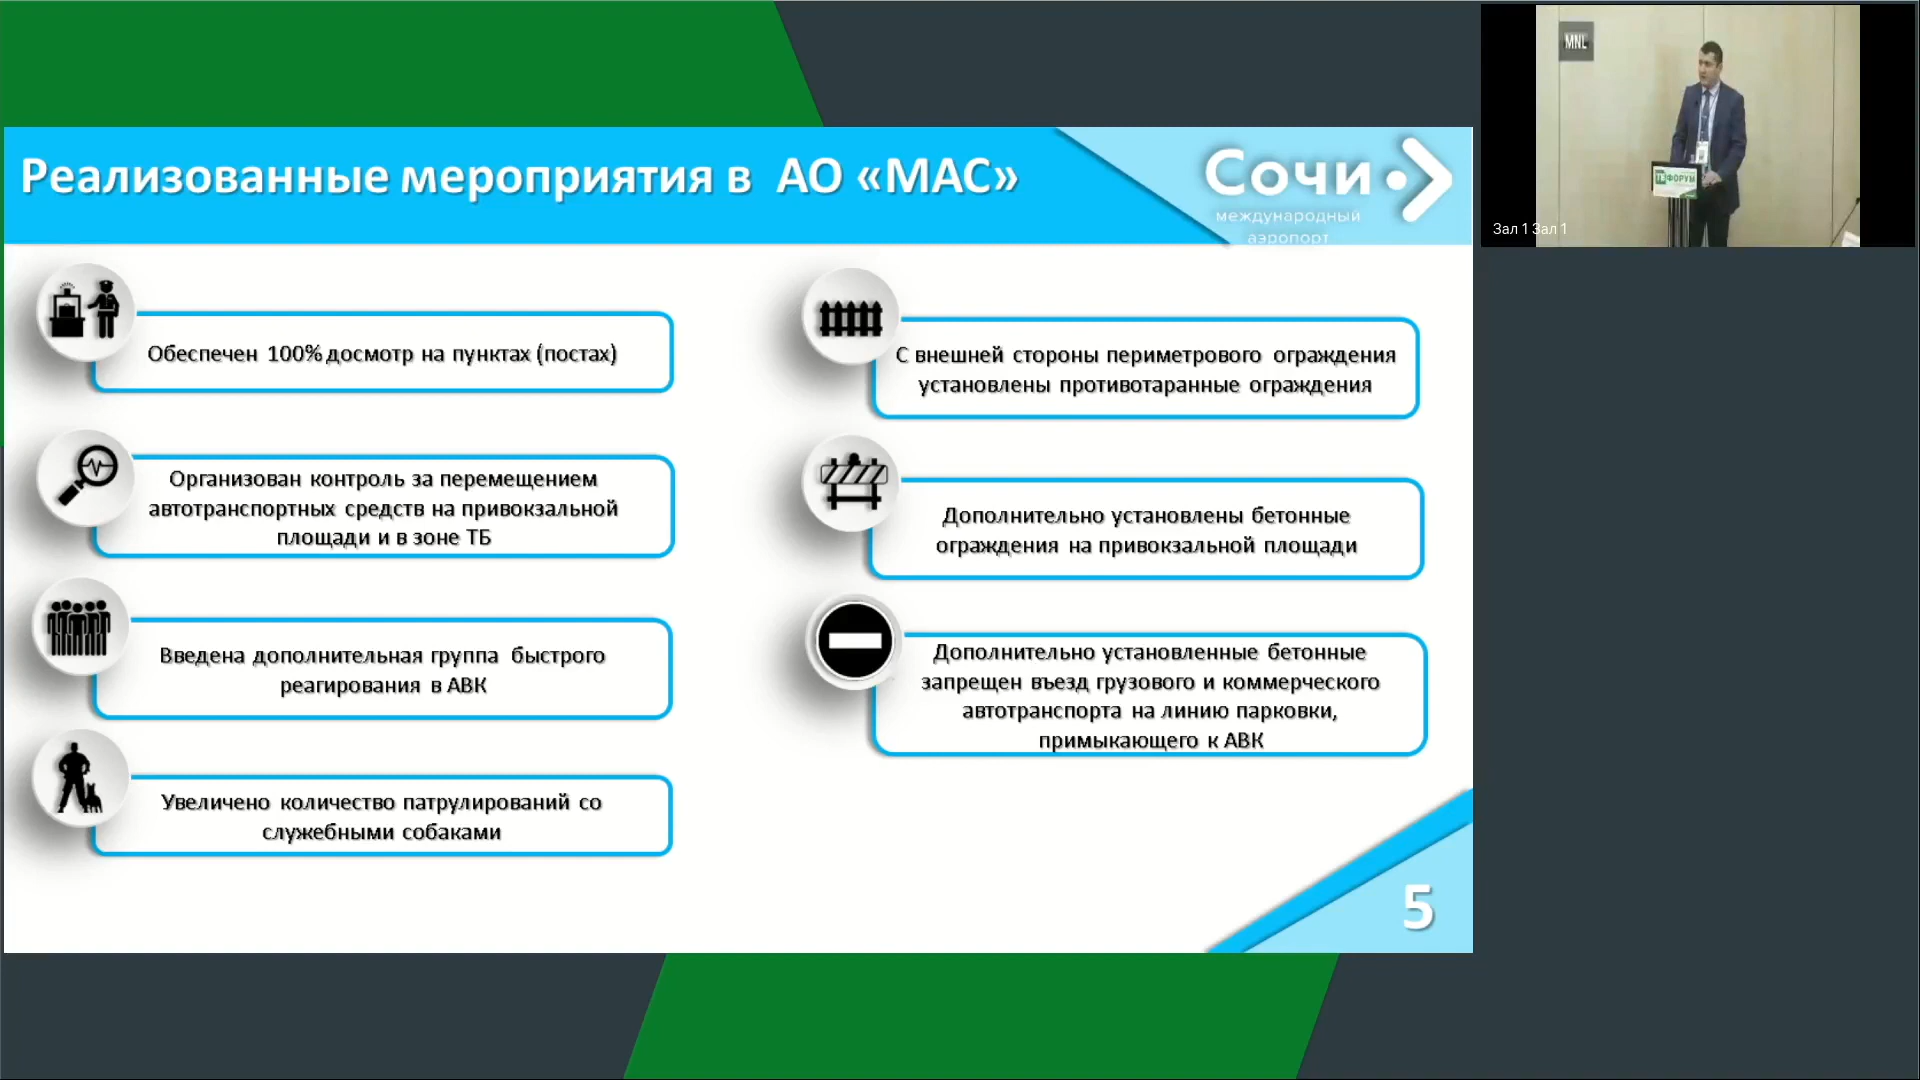 Реализованные мероприятия в АО «МАС»
Сочи
международный
аэропорт
Обеспечен 100% досмотр на пунктах (постах)
Организован контроль за перемещением
автотранспортных средств на привокзальной
площади и в зоне ТБ
Введена дополнительная группа быстрого
реагирования в АВК
Увеличено количество патрулирований со
служебными собаками
С внешней стороны периметрового ограждения
установлены противотаранные ограждения
Дополнительно установлены бетонные
ограждения на привокзальной площади
Дополнительно установленные бетонные
запрещен въезд грузового и коммерческого
автотранспорта на линию парковки,
примыкающего к АВК
5
MNL
ТБ ФОРУМ
Зал 1 Зал 1